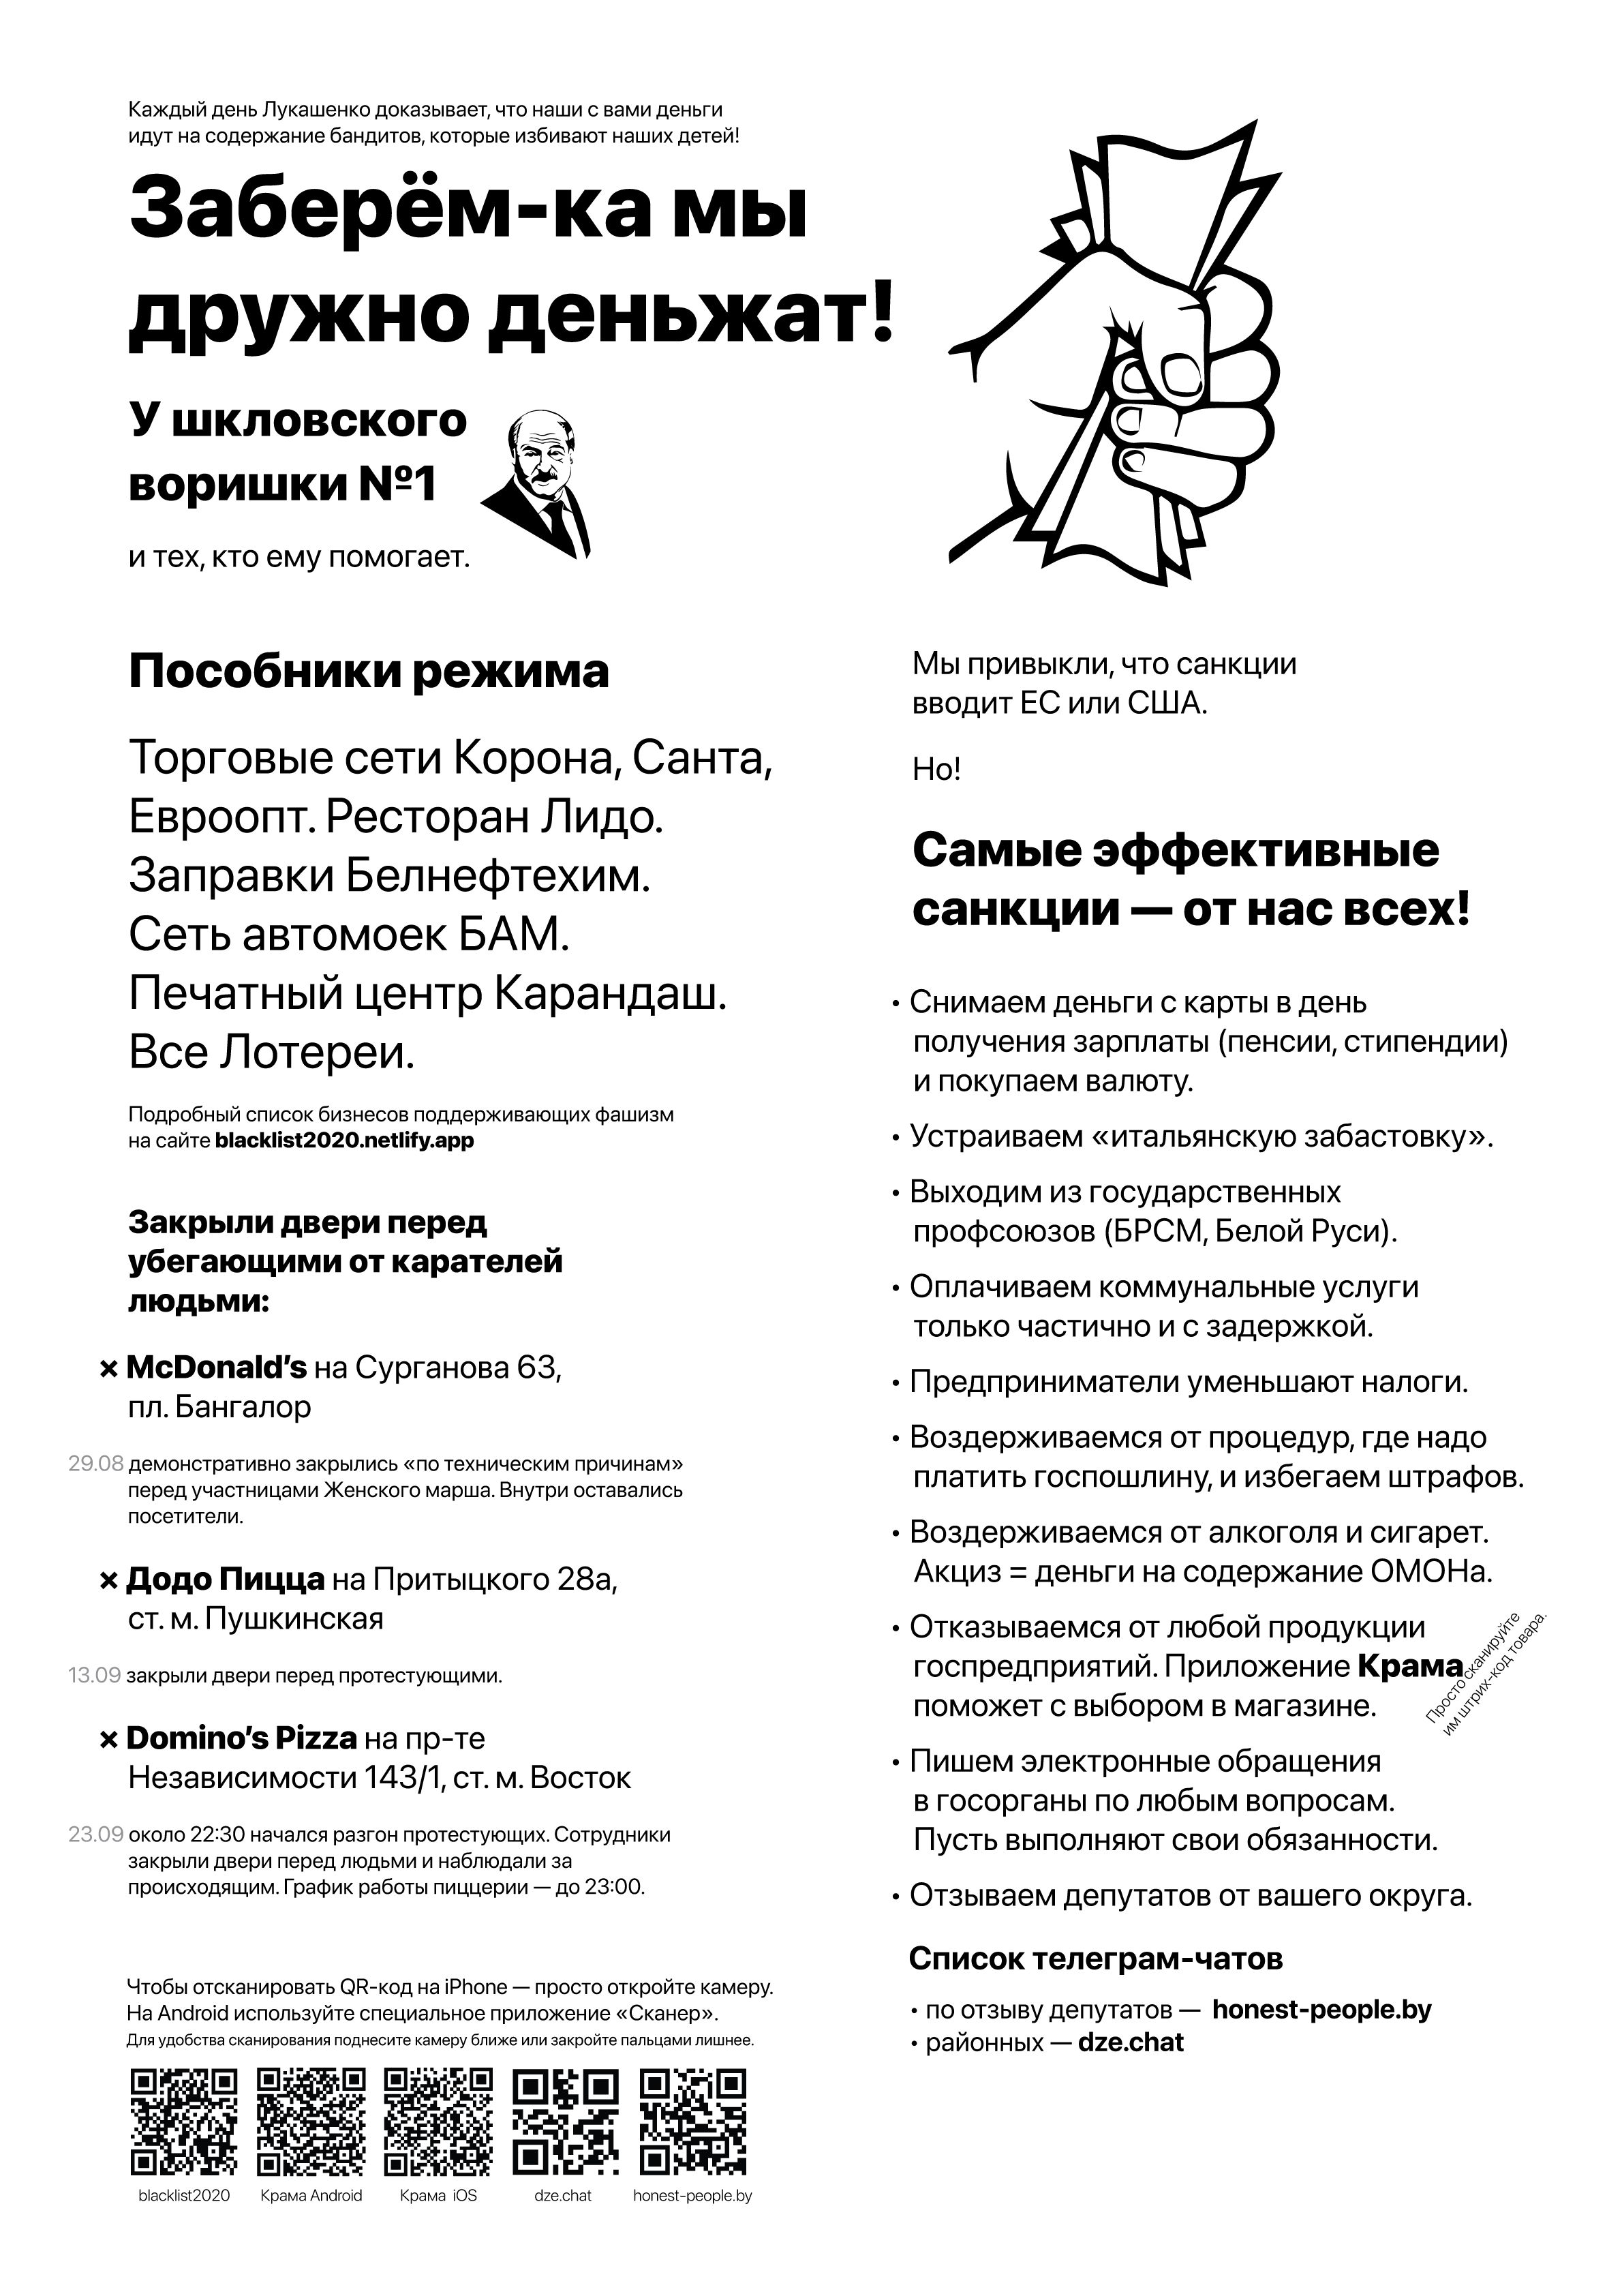 Каждый день Лукашенко доказывает, что наши с вами деньги
идут на содержание бандитов, которые избивают наших детей!
Заберём-ка мы
дружно деньжат!
У шкловского
воришки №1
и тех, кто ему помогает.
Пособники режима
Торговые сети Корона, Санта,
Евроопт. Ресторан Лидо.
Заправки Белнефтехим.
Сеть автомоек БАМ.
Печатный центр Карандаш.
Все Лотереи.
Подробный список бизнесов поддерживающих фашизм
на сайте blacklist2020.netlify.app
Закрыли двери перед
убегающими от карателей
людьми:
× McDonald’s на Сурганова 63,
пл. Бангалор
29.08 демонстративно закрылись «по техническим причинам»
перед участницами Женского марша. Внутри оставались
посетители.
× Додо Пицца на Притыцкого 28а,
ст. м. Пушкинская
13.09 закрыли двери перед протестующими.
× Domino’s Pizza на пр-те
Независимости 143/1, ст. м. Восток
23.09 около 22:30 начался разгон протестующих. Сотрудники
закрыли двери перед людьми и наблюдали за
происходящим. График работы пиццерии — до 23:00.
Чтобы отсканировать QR-код на iPhone — просто откройте камеру.
На Android используйте специальное приложение «Сканер».
Для удобства сканирования поднесите камеру ближе или закройте пальцами лишнее.
blacklist2020 Крама Android Крама iOS dze.chat honest-people.by
Мы привыкли, что санкции
вводит ЕС или США.
Но!
Самые эффективные
санкции — от нас всех!
• Снимаем деньги с карты в день
получения зарплаты (пенсии, стипендии)
и покупаем валюту.
• Устраиваем «итальянскую забастовку».
• Выходим из государственных
профсоюзов (БРСМ, Белой Руси).
• Оплачиваем коммунальные услуги
только частично и с задержкой.
• Предприниматели уменьшают налоги.
• Воздерживаемся от процедур, где надо
платить госпошлину, и избегаем штрафов.
• Воздерживаемся от алкоголя и сигарет.
Акциз = деньги на содержание ОМОНа.
• Отказываемся от любой продукции
госпредприятий. Приложение Крама
поможет с выбором в магазине.
Просто сканируйте
им штрих-код товара.
• Пишем электронные обращения
в госорганы по любым вопросам.
Пусть выполняют свои обязанности.
• Отзываем депутатов от вашего округа.
Список телеграм-чатов
• по отзыву депутатов — honest-people.by
• районных — dze.chat